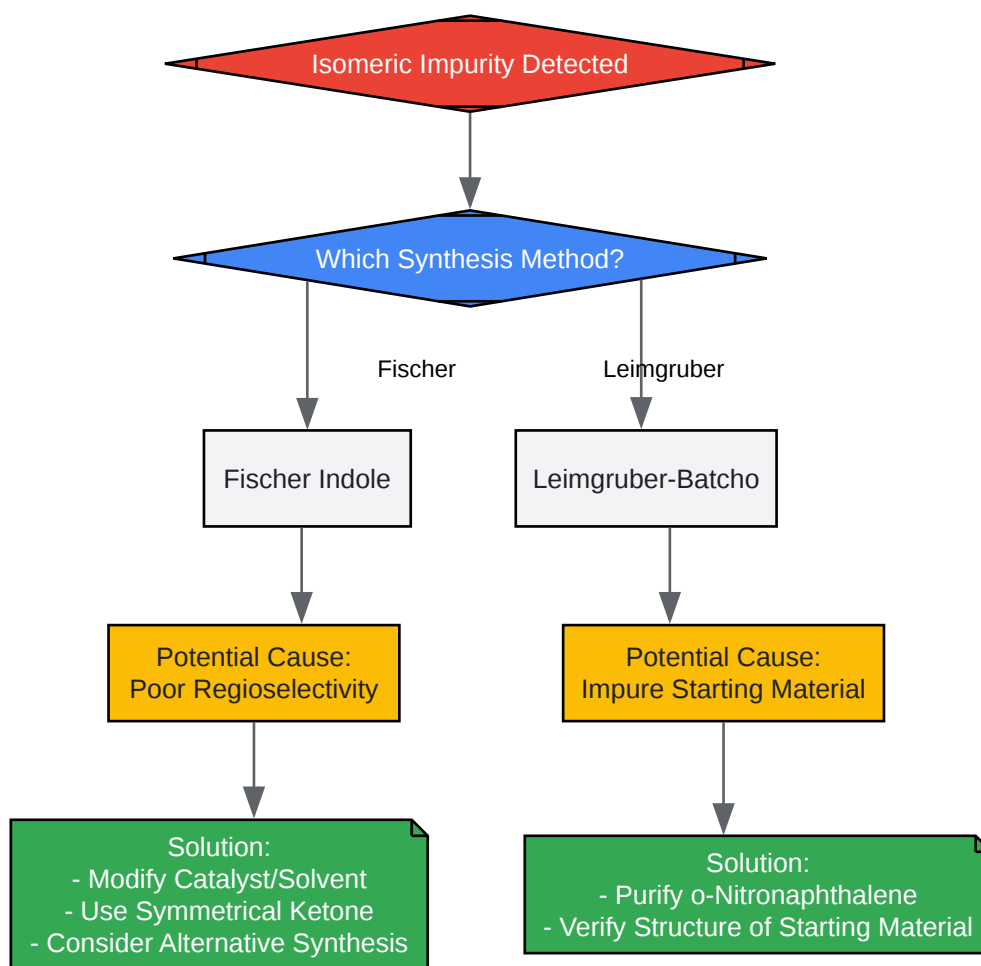 Isomeric Impurity Detected
Which Synthesis Method?
Fischer
Leimgruber
Fischer Indole
Leimgruber-Batcho
Potential Cause:
Poor Regioselectivity
Potential Cause:
Impure Starting Material
Solution:
- Modify Catalyst/Solvent
- Use Symmetrical Ketone
- Consider Alternative Synthesis
Solution:
- Purify o-Nitronaphthalene
- Verify Structure of Starting Material